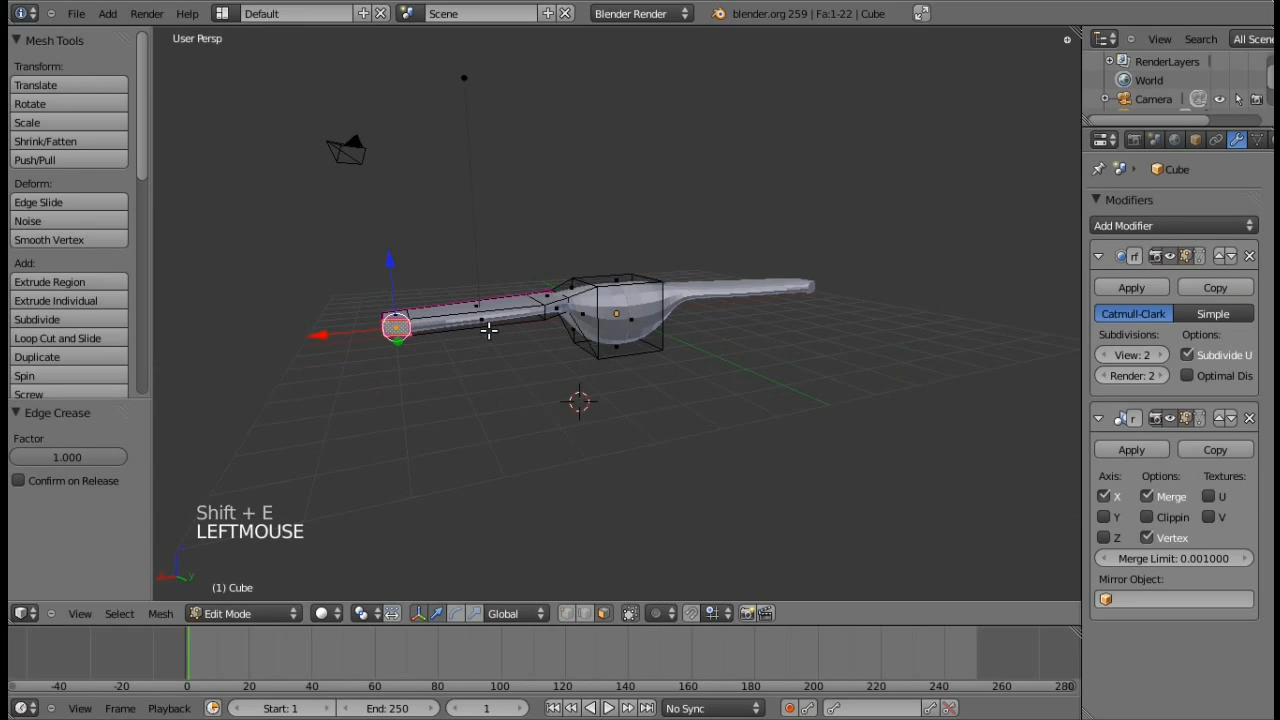 File Add Render Help Default Scene Blender Render blender.org 259 | Fa:1-22 | Cube
Mesh Tools
Transform:
Translate
Rotate
Scale
Shrink/Fatten
Push/Pull
Deform:
Edge Slide
Noise
Smooth Vertex
Add:
Extrude Region
Extrude Individual
Subdivide
Loop Cut and Slide
Duplicate
Spin
Screw
Edge Crease
Factor
1.000
Confirm on Release
User Persp
Shift + E
LEFTMOUSE
(1) Cube
View Select Mesh Edit Mode Global
View Search All Scene
RenderLayers
World
Camera
Cube
Modifiers
Add Modifier
rf
Apply Copy
Catmull-Clark Simple
Subdivisions: Options:
View: 2 Subdivide U
Render: 2 Optimal Dis
r
Apply Copy
Axis: Options: Textures:
X Merge U
Y Clippin V
Z Vertex
Merge Limit: 0.001000
Mirror Object:
-40 -20 0 20 40 60 80 100 120 140 160 180 200 220 240 260 280
View Frame Playback Start: 1 End: 250 1 No Sync
x y